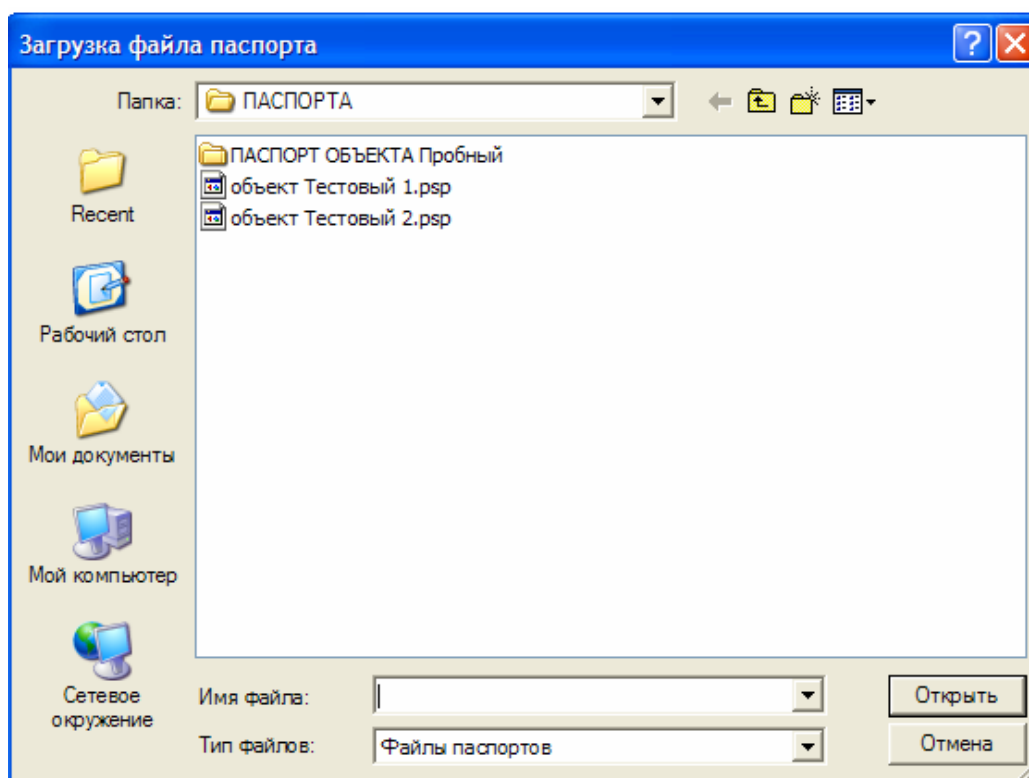 Загрузка файла паспорта
Папка: ПАСПОРТА
ПАСПОРТ ОБЪЕКТА Пробный
объект Тестовый 1.psp
объект Тестовый 2.psp
Recent
Рабочий стол
Мои документы
Мой компьютер
Сетевое
окружение
Имя файла:
Открыть
Тип файлов: Файлы паспортов
Отмена